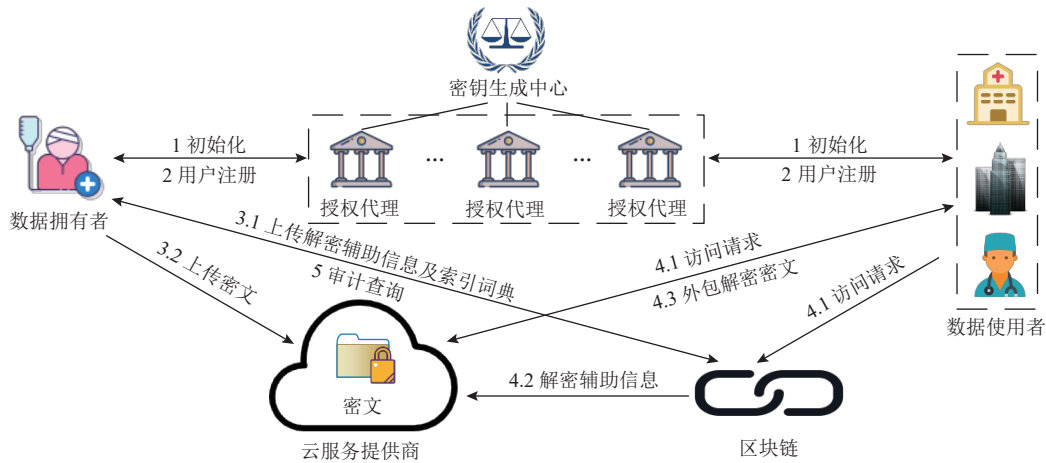 密钥生成中心
1 初始化
2 用户注册
...
...
授权代理
授权代理
授权代理
1 初始化
2 用户注册
数据拥有者
3.1 上传解密辅助信息及索引词典
5 审计查询
3.2 上传密文
4.1 访问请求
4.3 外包解密密文
4.1 访问请求
数据使用者
密文
云服务提供商
4.2 解密辅助信息
区块链